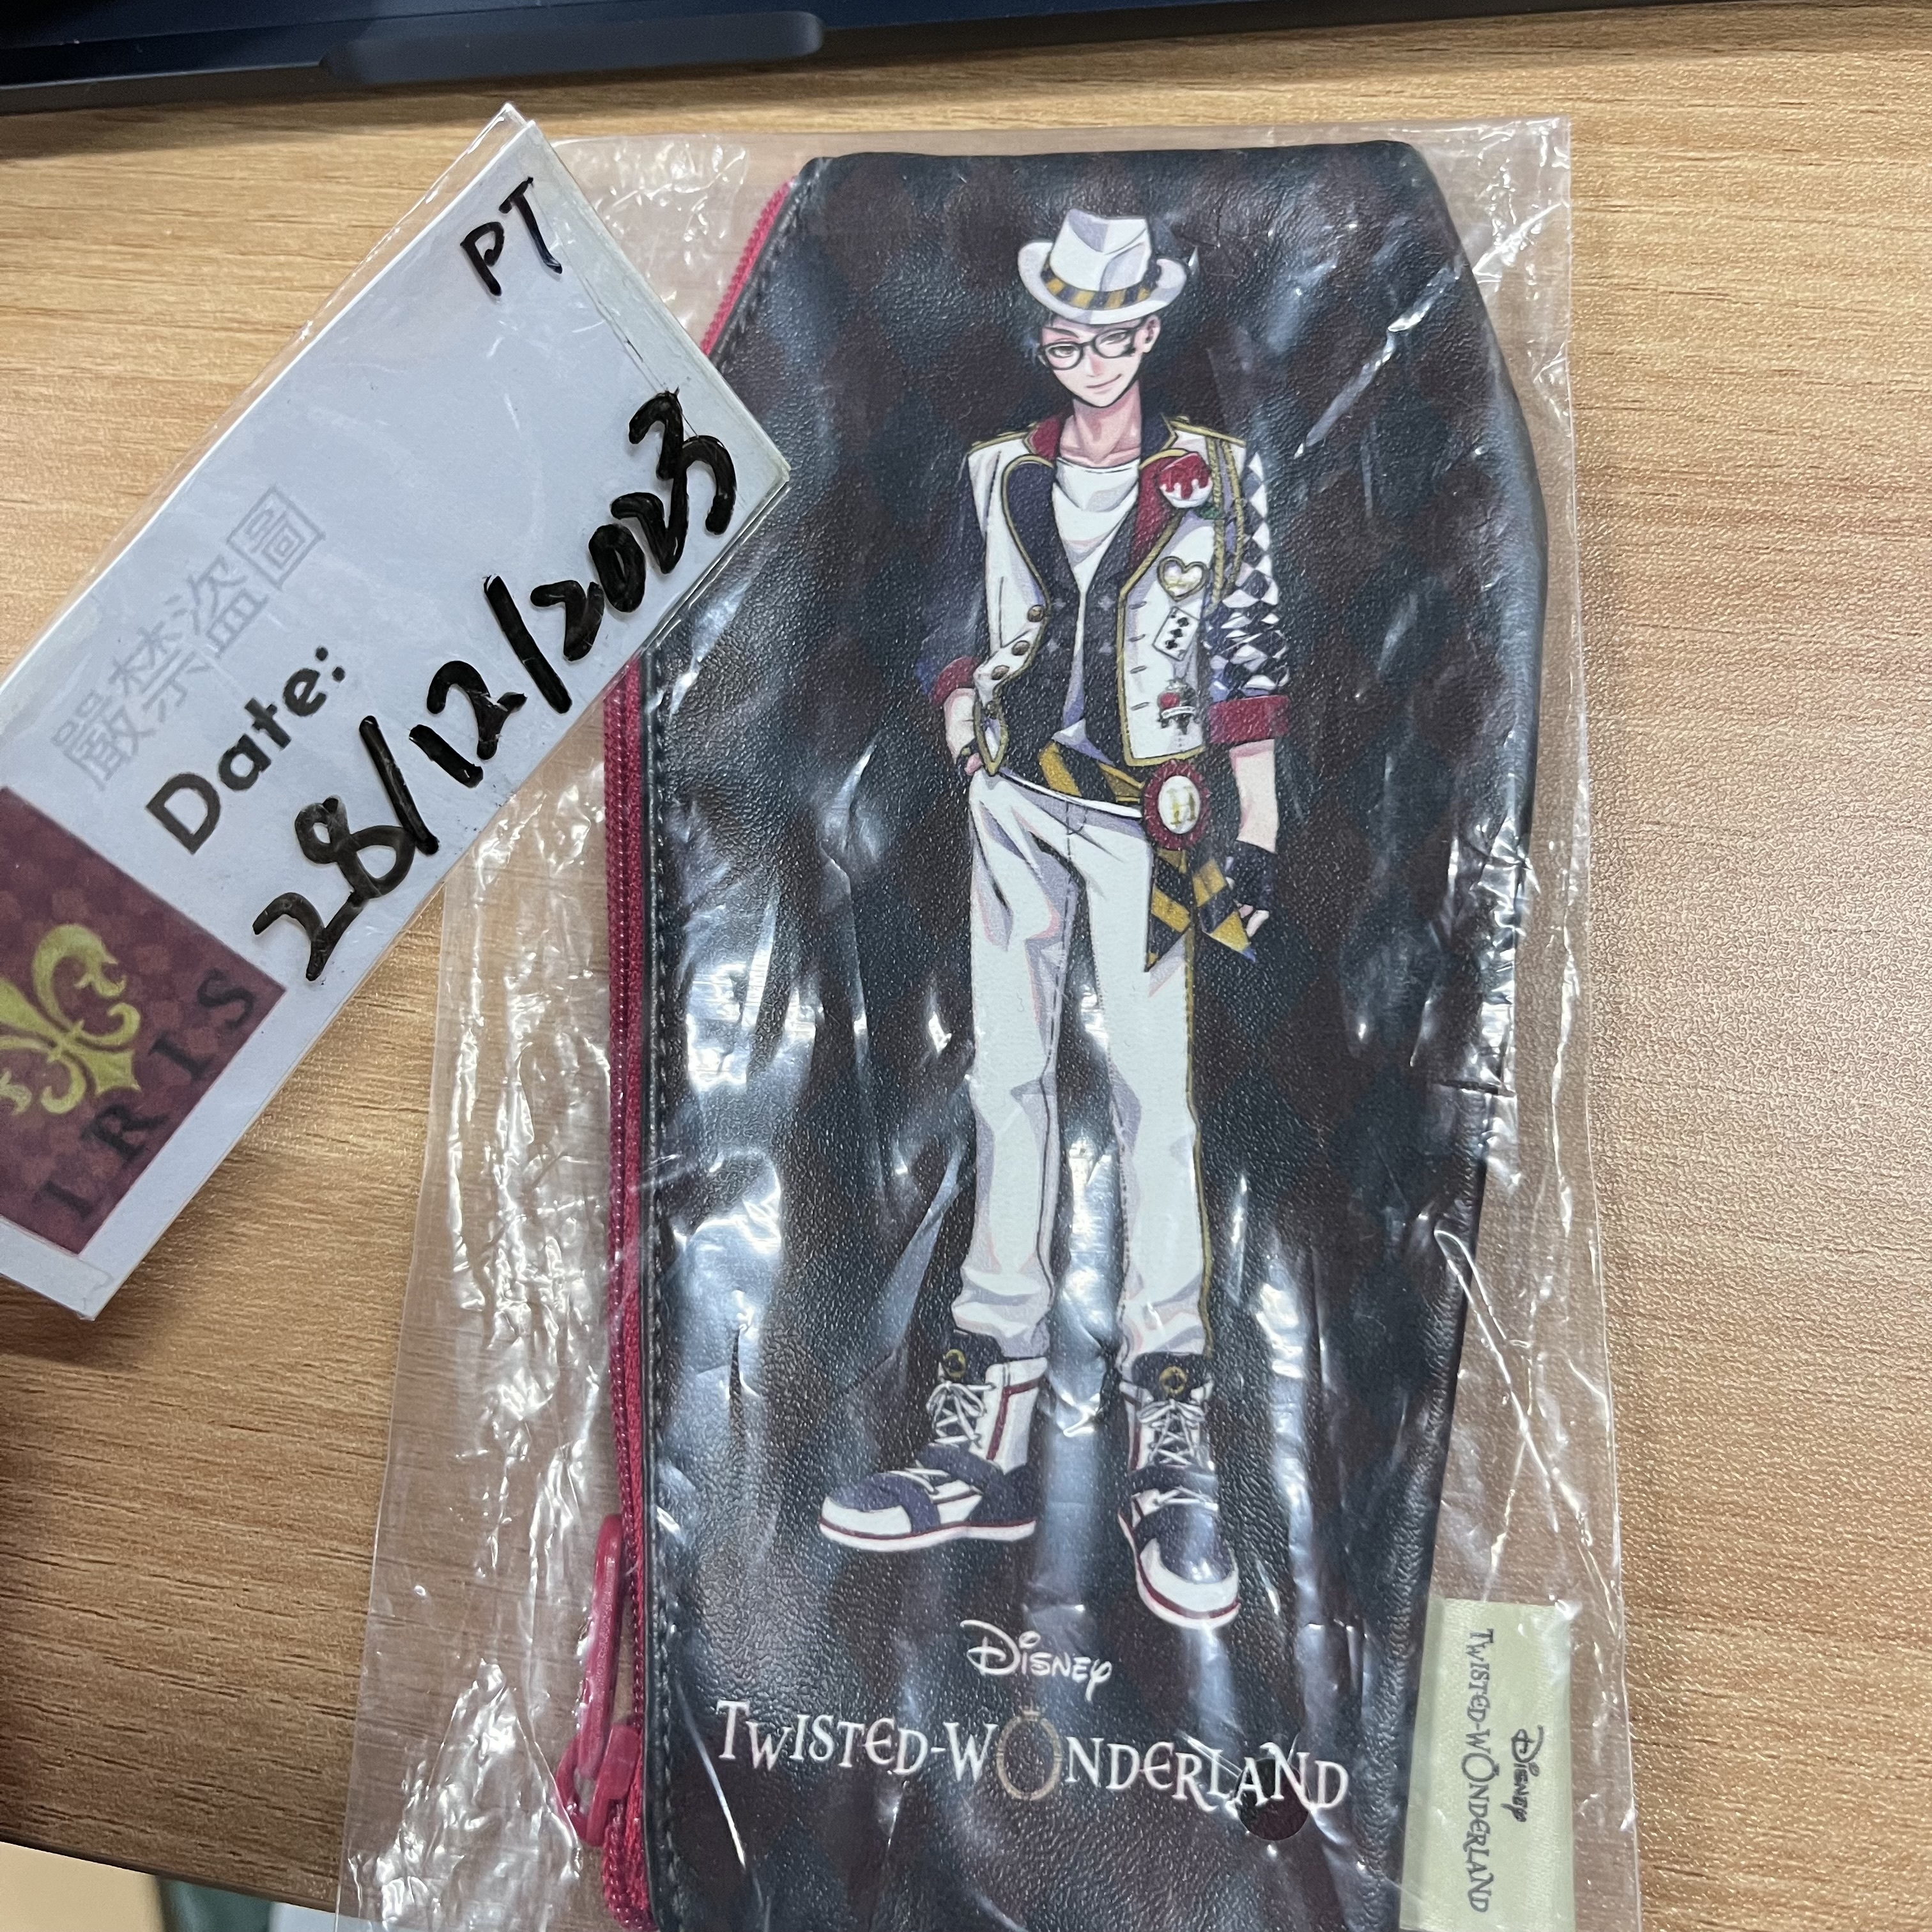 PT
嚴禁盜圖
Date:
28/12/2023
IRIS
H
Disney
TWISTED-WONDERLAND
Disney
TWISTED-WONDERLAND